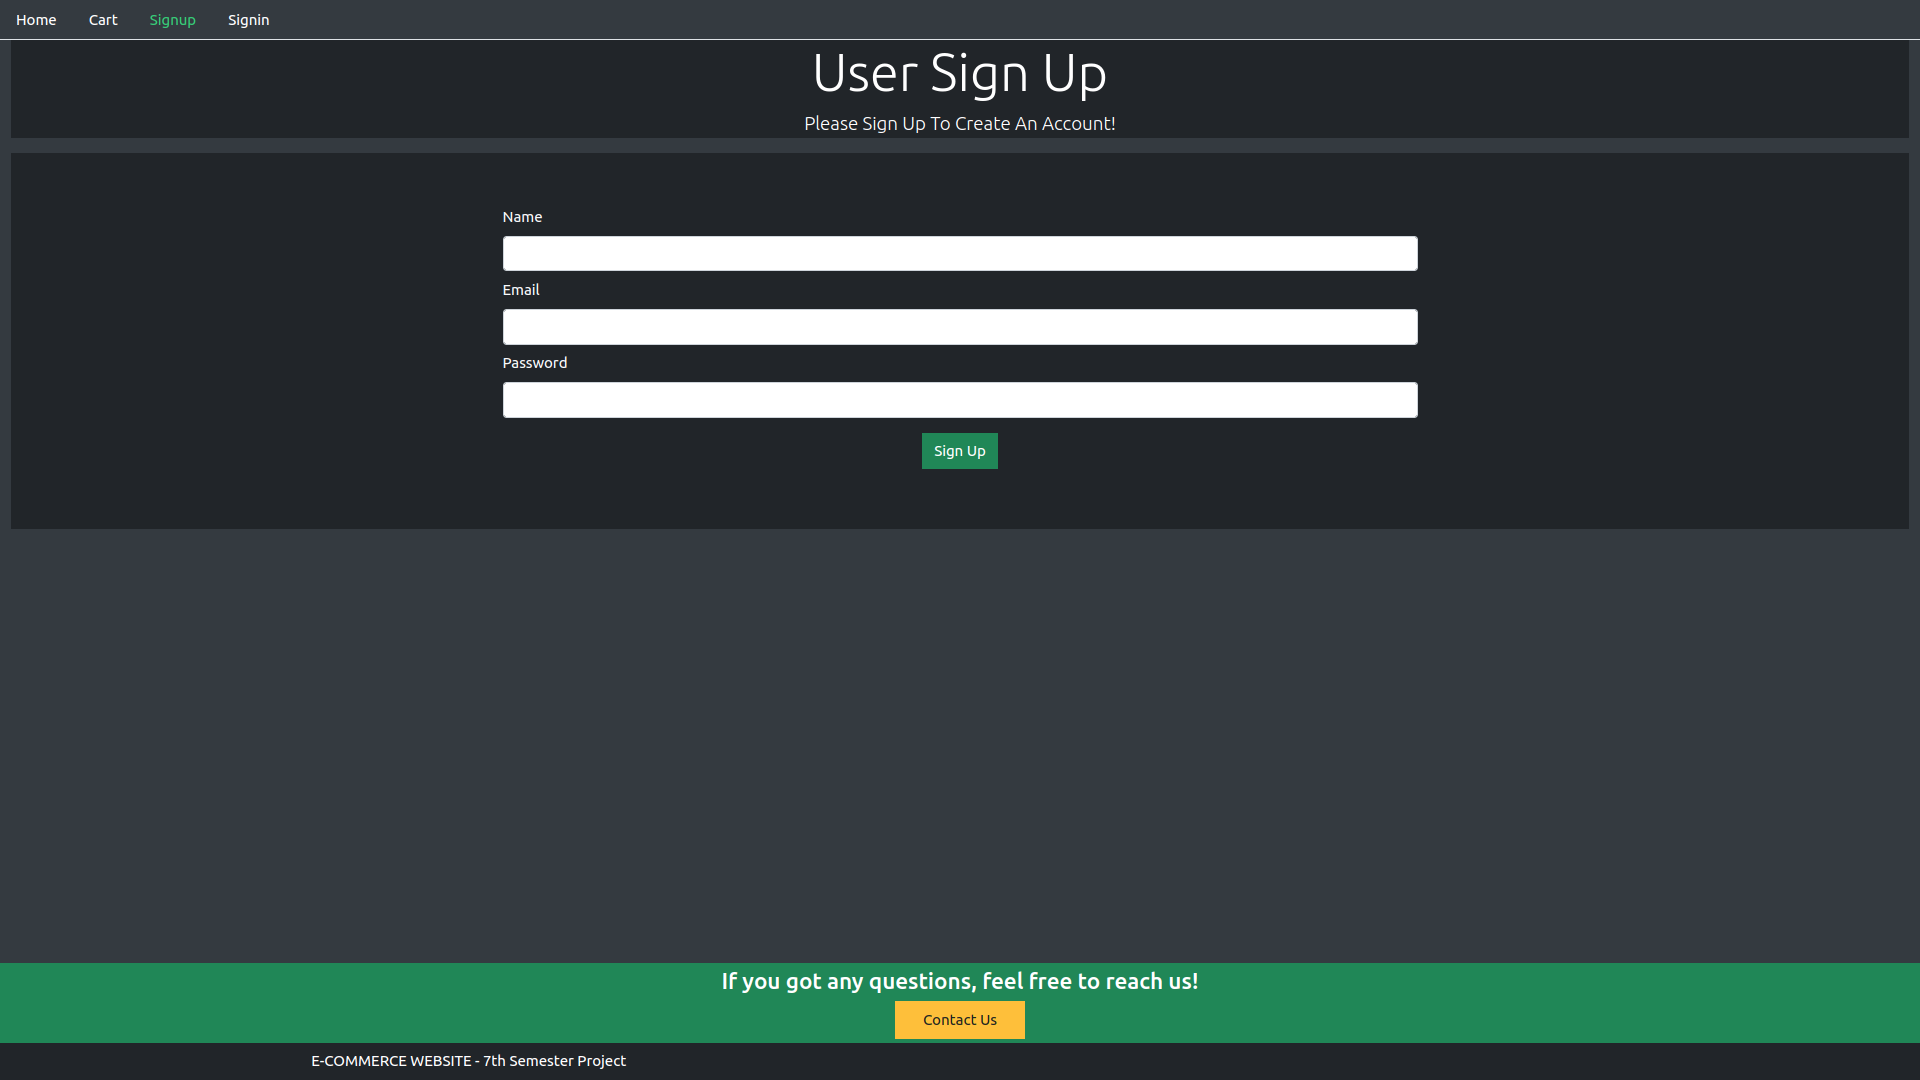 Home Cart Signup Signin
User Sign Up
Please Sign Up To Create An Account!
Name
Email
Password
Sign Up
If you got any questions, feel free to reach us!
Contact Us
E-COMMERCE WEBSITE - 7th Semester Project